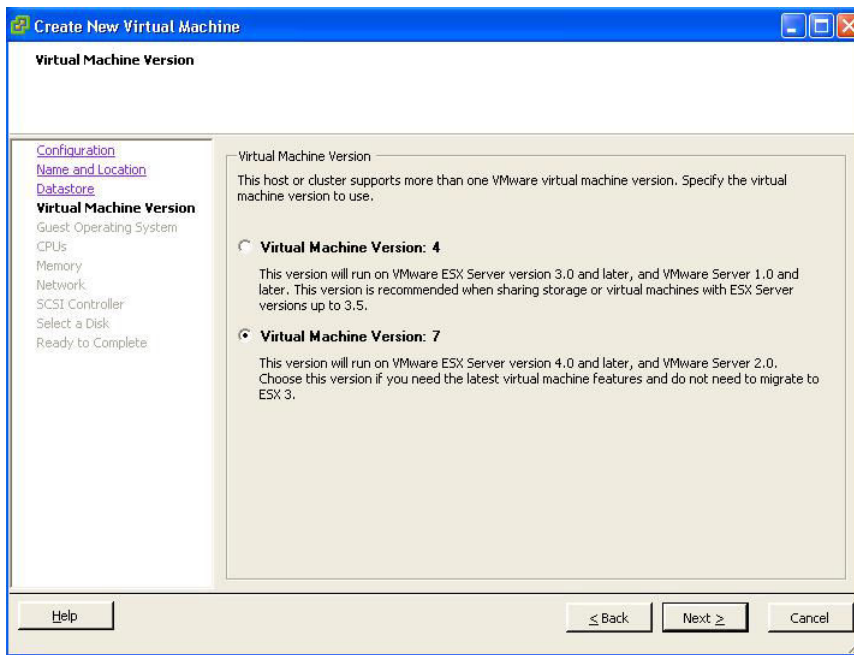 Create New Virtual Machine
Virtual Machine Version
Configuration
Name and Location
Datastore
Virtual Machine Version
Guest Operating System
CPUs
Memory
Network
SCSI Controller
Select a Disk
Ready to Complete
Virtual Machine Version
This host or cluster supports more than one VMware virtual machine version. Specify the virtual
machine version to use.
Virtual Machine Version: 4
This version will run on VMware ESX Server version 3.0 and later, and VMware Server 1.0 and
later. This version is recommended when sharing storage or virtual machines with ESX Server
versions up to 3.5.
Virtual Machine Version: 7
This version will run on VMware ESX Server version 4.0 and later, and VMware Server 2.0.
Choose this version if you need the latest virtual machine features and do not need to migrate to
ESX 3.
Help
< Back
Next >
Cancel